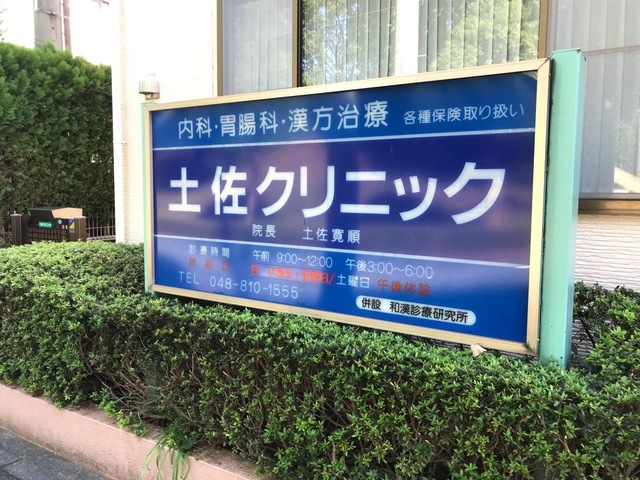 内科・胃腸科・漢方治療 各種保険取り扱い
土佐クリニック
院長 土佐寛順
診療時間 午前 9:00~12:00 午後3:00~6:00
休診日 土曜日 午後休診
TEL 048-810-1555
併設 和漢診療研究所